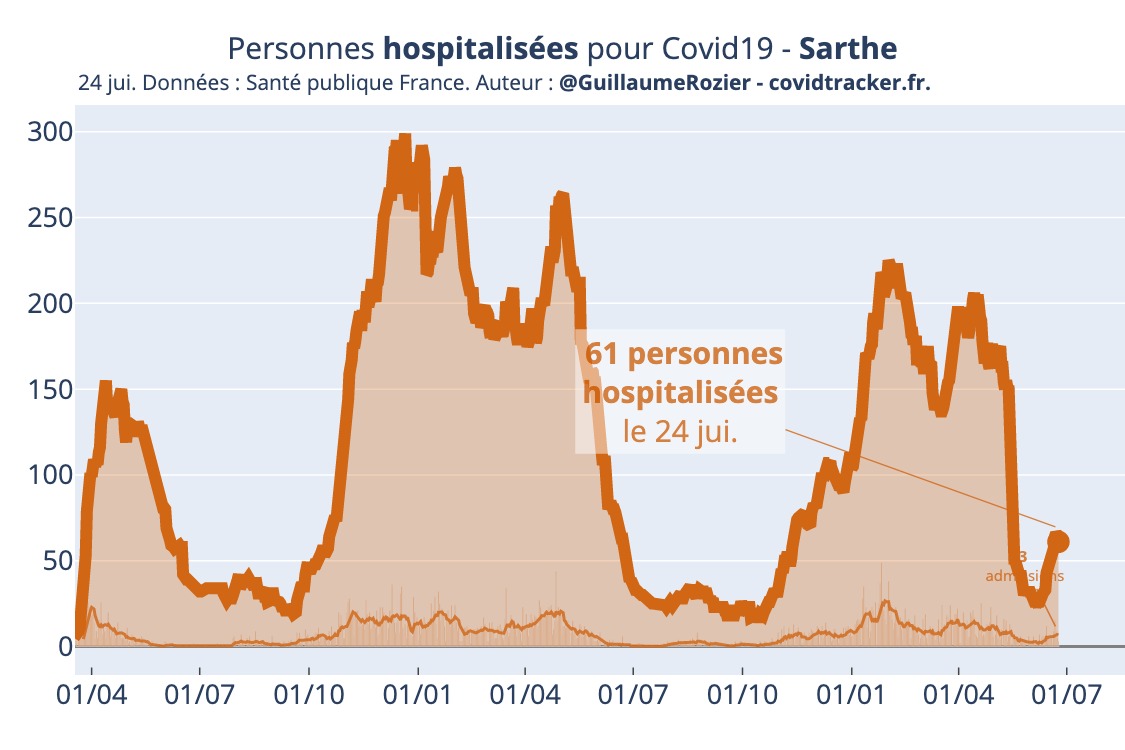 Personnes hospitalisées pour Covid19 - Sarthe
24 jui. Données : Santé publique France. Auteur : @GuillaumeRozier - covidtracker.fr.
300
250
200
150
100
50
0
61 personnes
hospitalisées
le 24 jui.
3
admissions
01/04 01/07 01/10 01/01 01/04 01/07 01/10 01/01 01/04 01/07